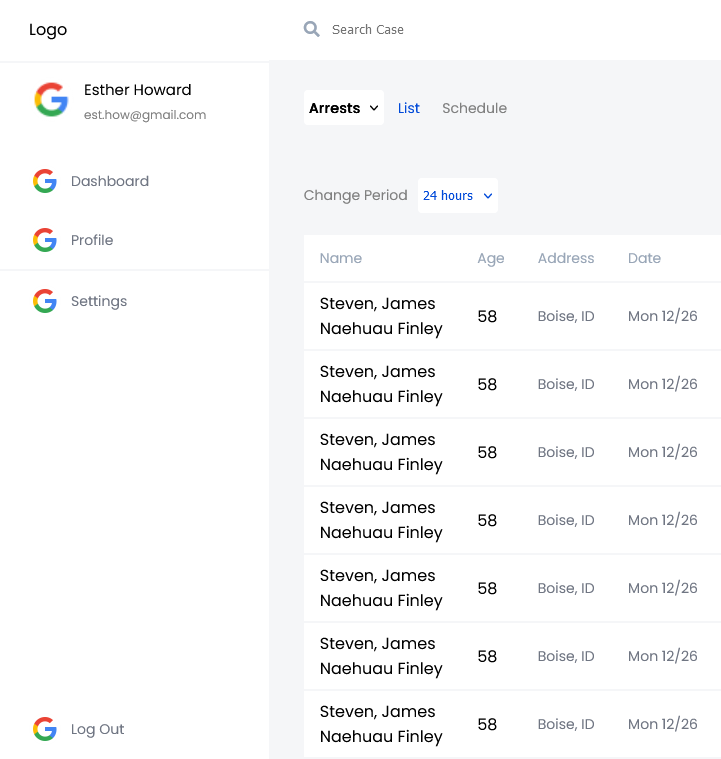 Logo
Search Case
Esther Howard
est.how@gmail.com
Dashboard
Profile
Settings
Log Out
Arrests List Schedule
Change Period 24 hours
Name Age Address Date
Steven, James
Naehuau Finley 58 Boise, ID Mon 12/26
Steven, James
Naehuau Finley 58 Boise, ID Mon 12/26
Steven, James
Naehuau Finley 58 Boise, ID Mon 12/26
Steven, James
Naehuau Finley 58 Boise, ID Mon 12/26
Steven, James
Naehuau Finley 58 Boise, ID Mon 12/26
Steven, James
Naehuau Finley 58 Boise, ID Mon 12/26
Steven, James
Naehuau Finley 58 Boise, ID Mon 12/26